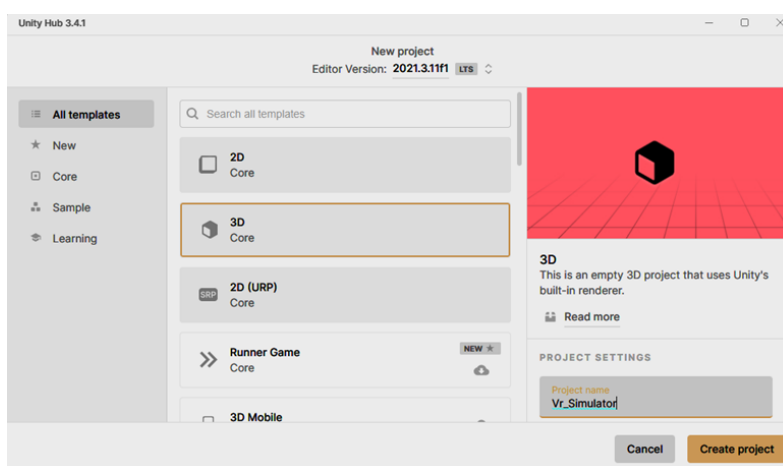 Unity Hub 3.4.1
New project
Editor Version: 2021.3.11f1 LTS
All templates
New
Core
Sample
Learning
Search all templates
2D
Core
3D
Core
SRP
2D (URP)
Core
Runner Game
Core
NEW
3D Mobile
3D
This is an empty 3D project that uses Unity's
built-in renderer.
Read more
PROJECT SETTINGS
Project name
Vr_Simulator
Cancel
Create project